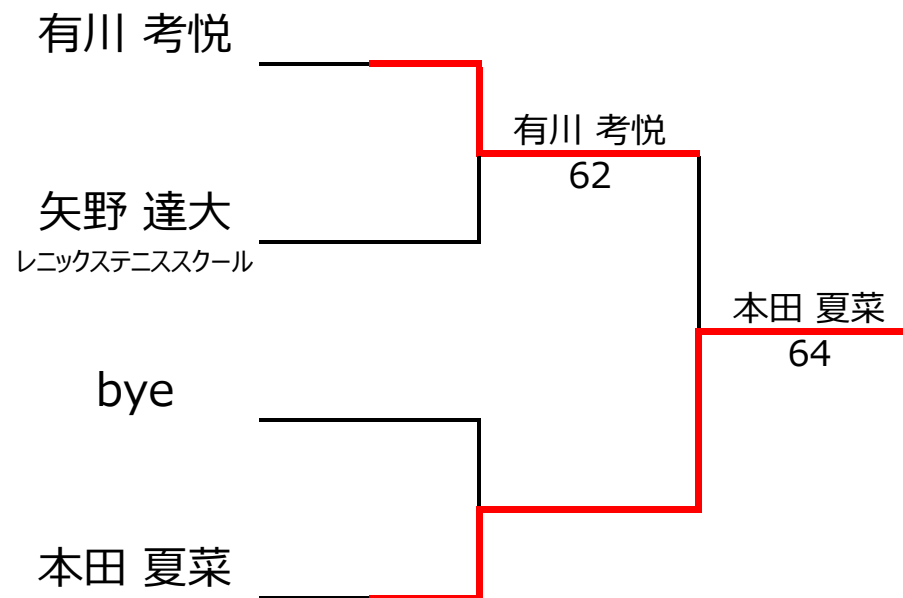 有川 考悦
有川 考悦
62
矢野 達大
レニックステニススクール
本田 夏菜
64
bye
本田 夏菜